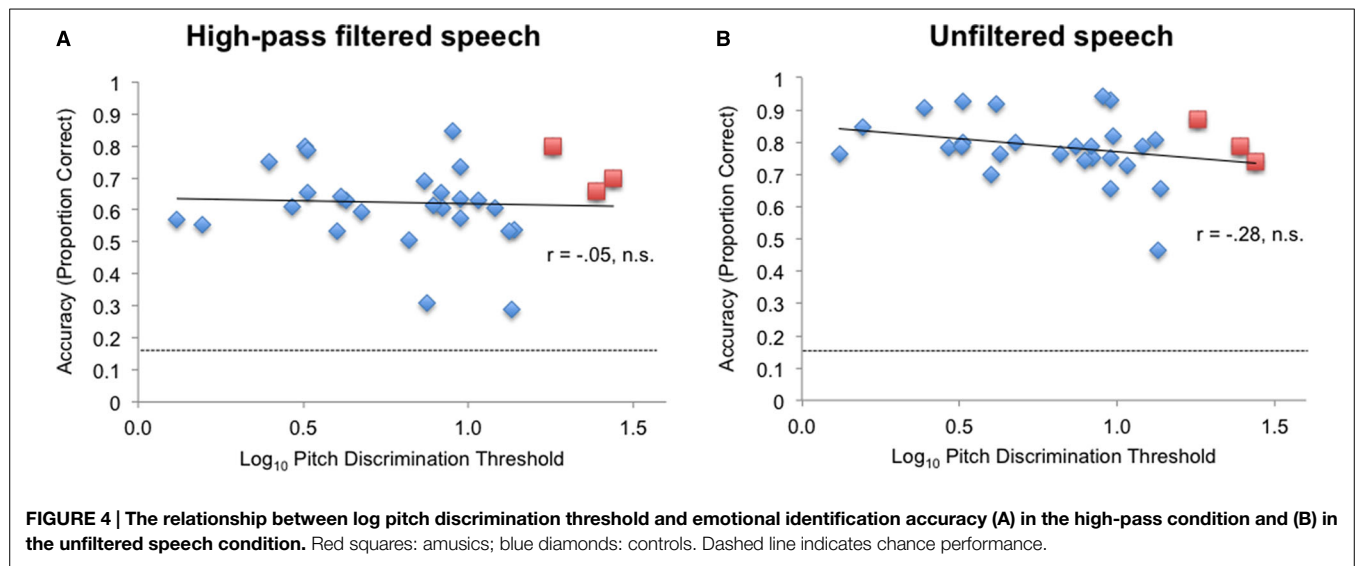 A
High-pass filtered speech
Accuracy (Proportion Correct)
1
0.9
0.8
0.7
0.6
0.5
0.4
0.3
0.2
0.1
0
r = -.05, n.s.
0.0 0.5 1.0 1.5
Log₁₀ Pitch Discrimination Threshold
B
Unfiltered speech
Accuracy (Proportion Correct)
1
0.9
0.8
0.7
0.6
0.5
0.4
0.3
0.2
0.1
0
r = -.28, n.s.
0.0 0.5 1.0 1.5
Log₁₀ Pitch Discrimination Threshold
FIGURE 4 | The relationship between log pitch discrimination threshold and emotional identification accuracy (A) in the high-pass condition and (B) in
the unfiltered speech condition. Red squares: amusics; blue diamonds: controls. Dashed line indicates chance performance.